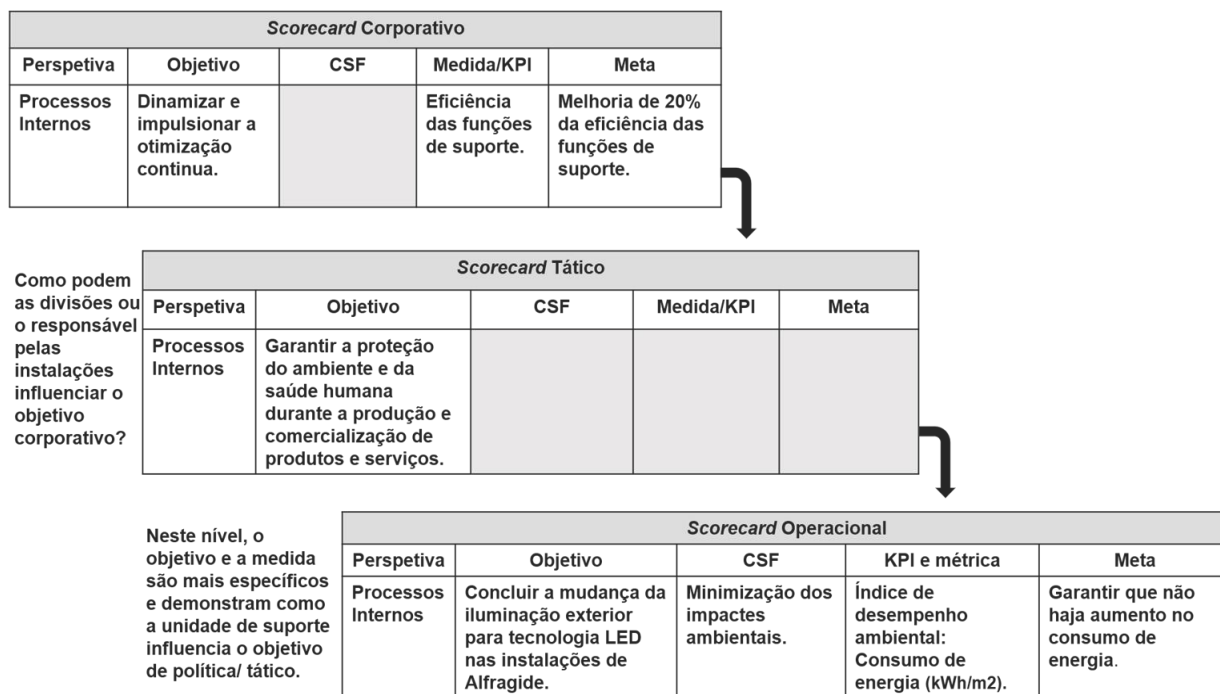 Scorecard Corporativo
Perspetiva
Objetivo
CSF
Medida/KPI
Meta
Processos
Internos
Dinamizar e
impulsionar a
otimização
continua.
Eficiência
das funções
de suporte.
Melhoria de 20%
da eficiência das
funções de
suporte.
Como podem
as divisões ou
o responsável
pelas
instalações
influenciar o
objetivo
corporativo?
Scorecard Tático
Perspetiva
Objetivo
CSF
Medida/KPI
Meta
Processos
Internos
Garantir a proteção
do ambiente e da
saúde humana
durante a produção e
comercialização de
produtos e serviços.
Neste nível, o
objetivo e a medida
são mais específicos
e demonstram como
a unidade de suporte
influencia o objetivo
de política/ tático.
Scorecard Operacional
Perspetiva
Objetivo
CSF
KPI e métrica
Meta
Processos
Internos
Concluir a mudança da
iluminação exterior
para tecnologia LED
nas instalações de
Alfragide.
Minimização dos
impactes
ambientais.
Índice de
desempenho
ambiental:
Consumo de
energia (kWh/m2).
Garantir que não
haja aumento no
consumo de
energia.